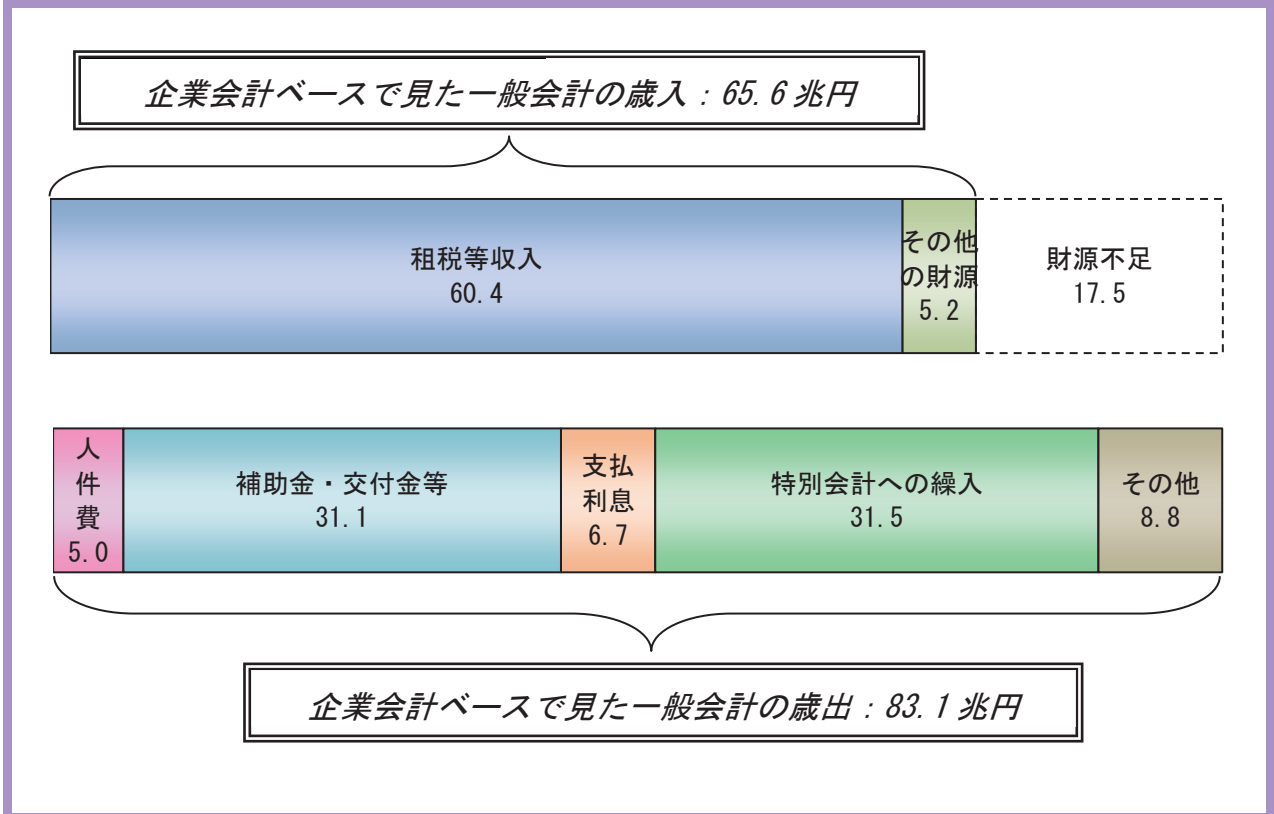 企業会計ベースで見た一般会計の歳入：65.6 兆円
租税等収入
60.4
その他
の財源
5.2
財源不足
17.5
人
件
費
5.0
補助金・交付金等
31.1
支払
利息
6.7
特別会計への繰入
31.5
その他
8.8
企業会計ベースで見た一般会計の歳出：83.1 兆円